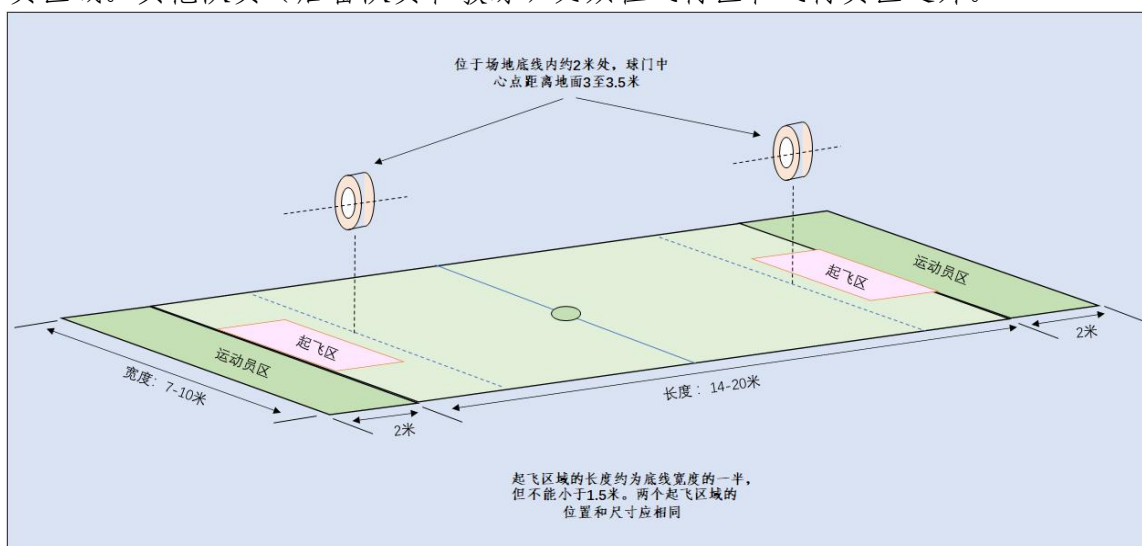 位于场地底线内约2米处，球门中
心点距离地面3至3.5米
运动员区
起飞区
起飞区
运动员区
2米
宽度：7-10米
长度：14-20米
2米
起飞区域的长度约为底线宽度的一半，
但不能小于1.5米。两个起飞区域的
位置和尺寸应相同